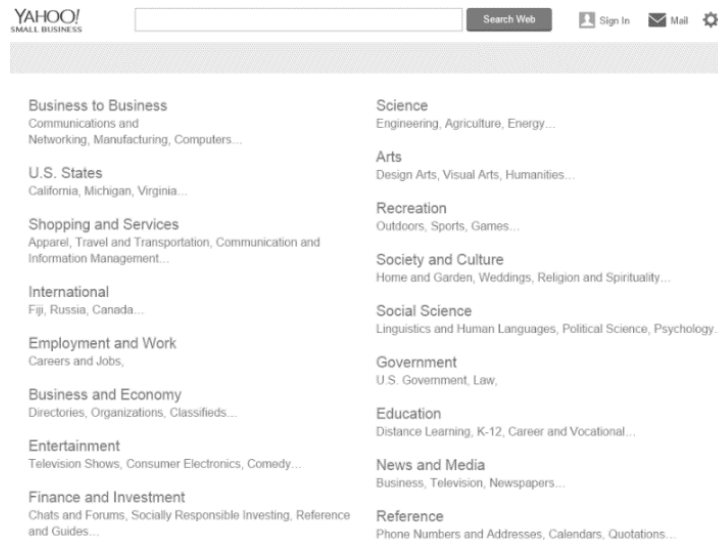 YAHOO!
SMALL BUSINESS
Search Web
Sign In
Mail
Business to Business
Communications and
Networking, Manufacturing, Computers...
U.S. States
California, Michigan, Virginia...
Shopping and Services
Apparel, Travel and Transportation, Communication and
Information Management...
International
Fiji, Russia, Canada...
Employment and Work
Careers and Jobs,
Business and Economy
Directories, Organizations, Classifieds...
Entertainment
Television Shows, Consumer Electronics, Comedy...
Finance and Investment
Chats and Forums, Socially Responsible Investing, Reference
and Guides...
Science
Engineering, Agriculture, Energy...
Arts
Design Arts, Visual Arts, Humanities...
Recreation
Outdoors, Sports, Games...
Society and Culture
Home and Garden, Weddings, Religion and Spirituality...
Social Science
Linguistics and Human Languages, Political Science, Psychology.
Government
U.S. Government, Law,
Education
Distance Learning, K-12, Career and Vocational...
News and Media
Business, Television, Newspapers...
Reference
Phone Numbers and Addresses, Calendars, Quotations...